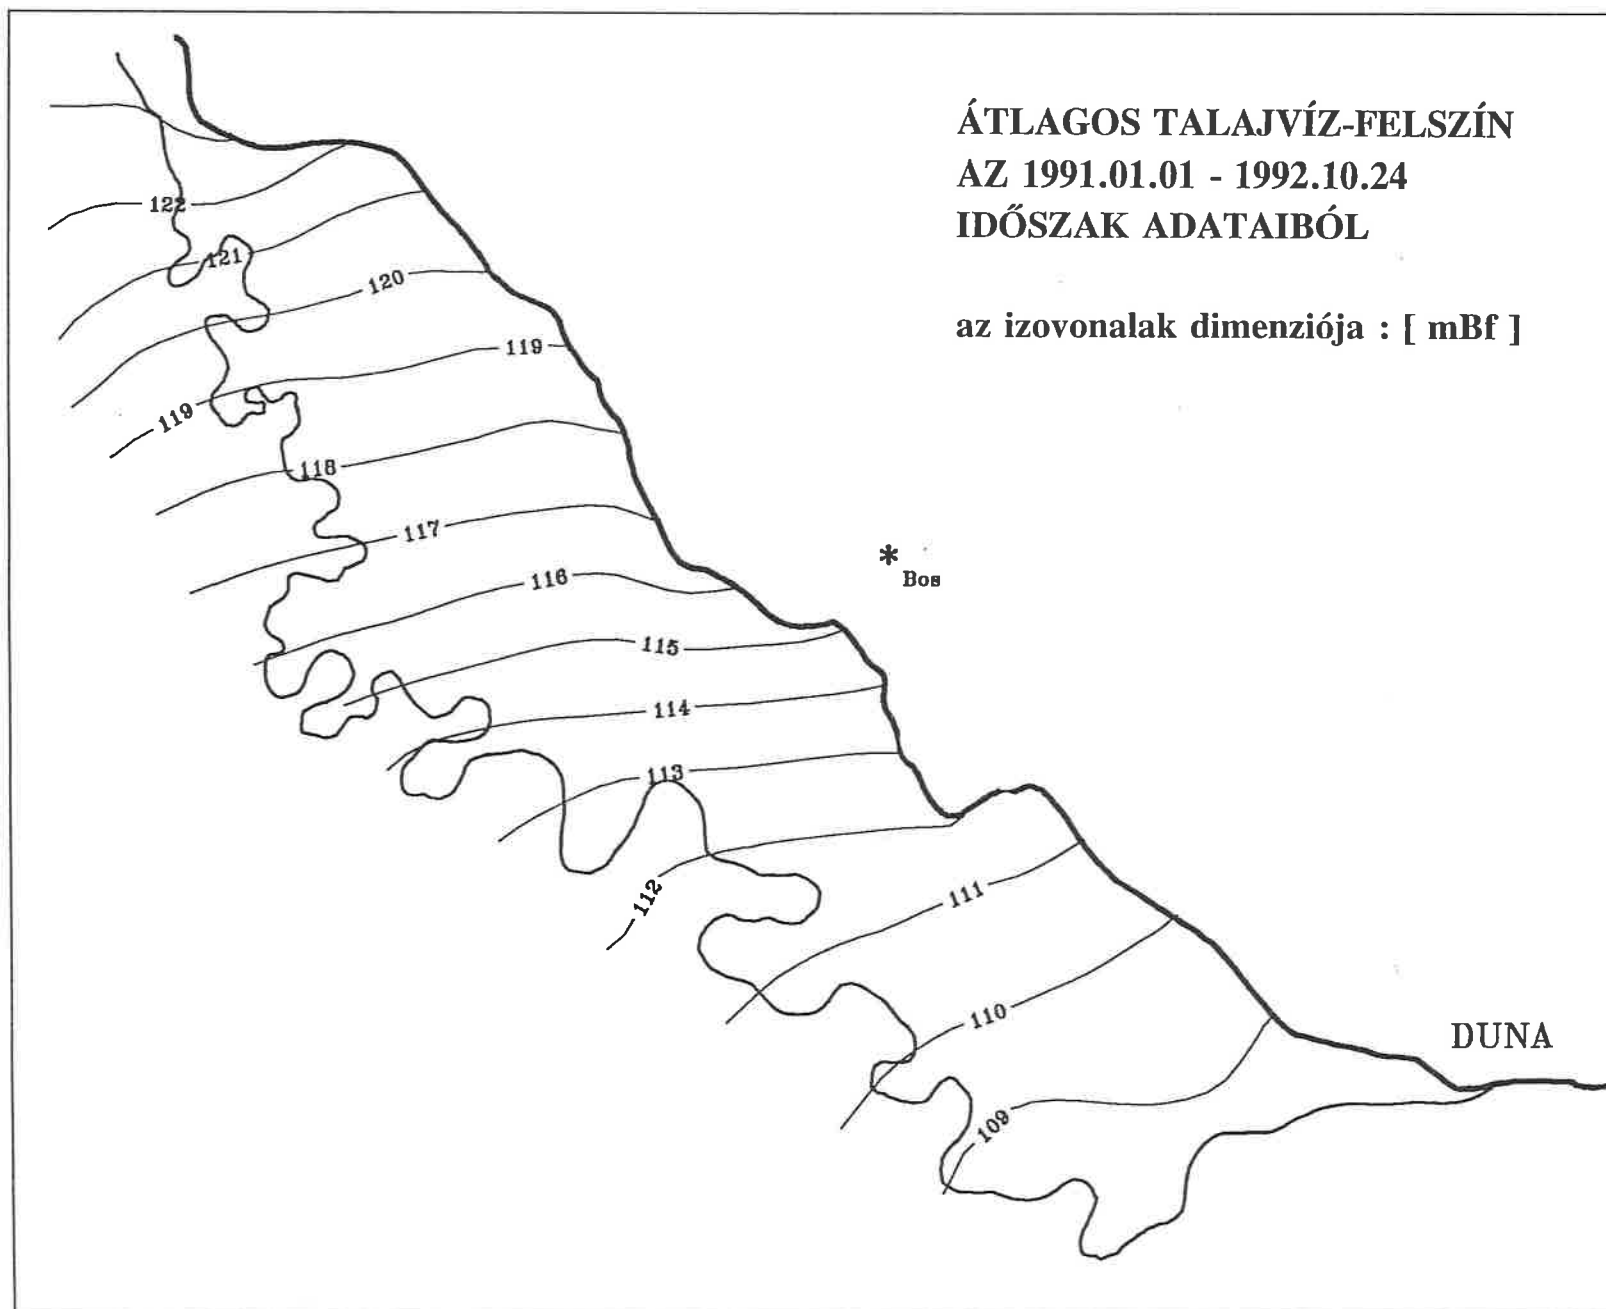 ÁTLAGOS TALAJVÍZ-FELSZÍN
AZ 1991.01.01 - 1992.10.24
IDŐSZAK ADATAIBÓL
az izovonalak dimenziója : [ mBf ]
122
121
120
119
119
118
117
* Bos
116
115
114
113
112
111
110
DUNA
109